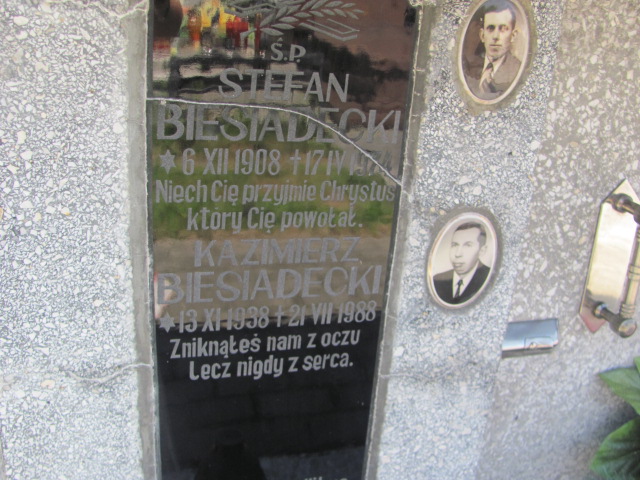 Ś.P.
STEFAN
BIESIADECKI
* 6 XII 1908 † 17 IV
Niech Cię przyjmie Chrystus
który Cię powołał.
KAZIMIERZ
BIESIADECKI
* 13 XI 1938 † 21 VII 1988
Zniknąłeś nam z oczu
Lecz nigdy z serca.